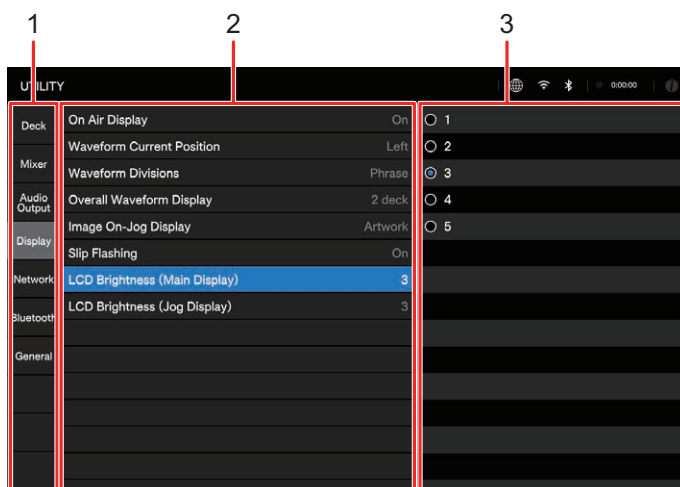 1 2 3
UTILITY 0:00:00
Deck
Mixer
Audio
Output
Display
Network
Bluetooth
General
On Air Display On
Waveform Current Position Left
Waveform Divisions Phrase
Overall Waveform Display 2 deck
Image On-Jog Display Artwork
Slip Flashing On
LCD Brightness (Main Display) 3
LCD Brightness (Jog Display) 3
1
2
3
4
5